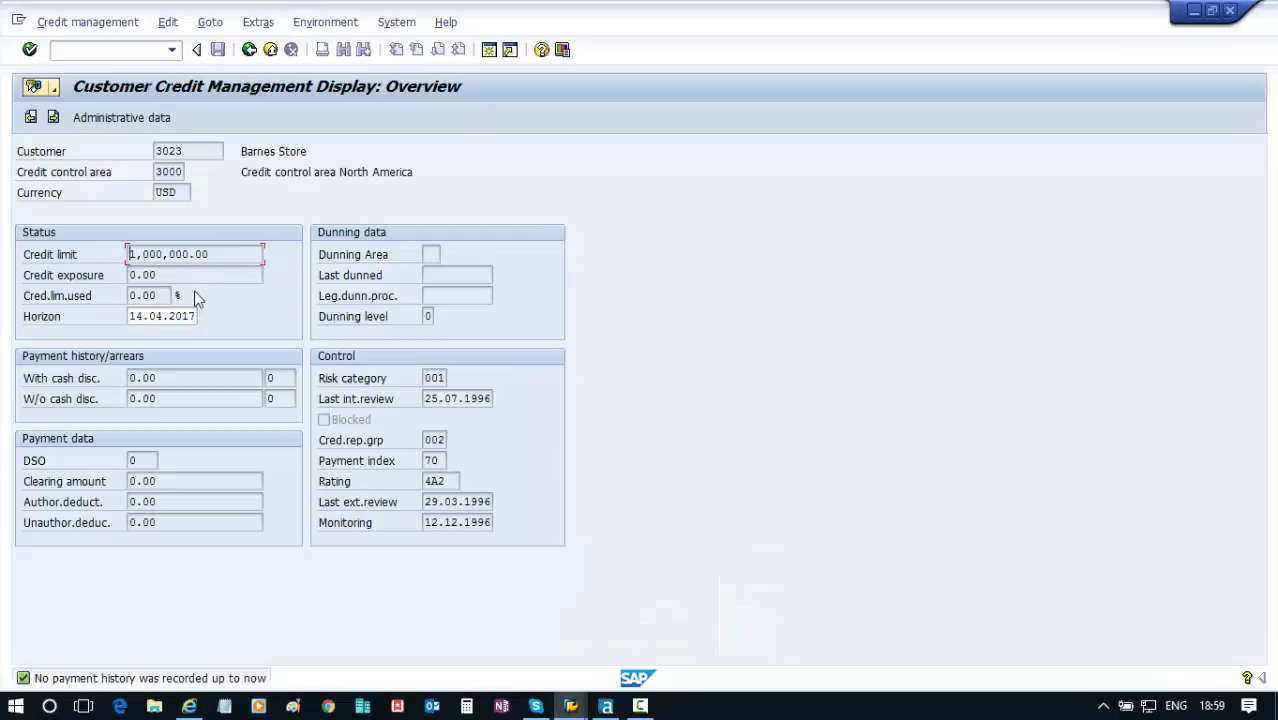 Credit management Edit Goto Extras Environment System Help
Customer Credit Management Display: Overview
Administrative data
Customer 3023 Barnes Store
Credit control area 3000 Credit control area North America
Currency USD
Status
Credit limit 1,000,000.00
Credit exposure 0.00
Cred.lim.used 0.00 %
Horizon 14.04.2017
Dunning data
Dunning Area
Last dunned
Leg.dunn.proc.
Dunning level 0
Payment history/arrears
With cash disc. 0.00 0
W/o cash disc. 0.00 0
Control
Risk category 001
Last int.review 25.07.1996
Blocked
Cred.rep.grp 002
Payment index 70
Rating 4A2
Last ext.review 29.03.1996
Monitoring 12.12.1996
Payment data
DSO 0
Clearing amount 0.00
Author.deduct. 0.00
Unauthor.deduc. 0.00
No payment history was recorded up to now
SAP
ENG 18:59